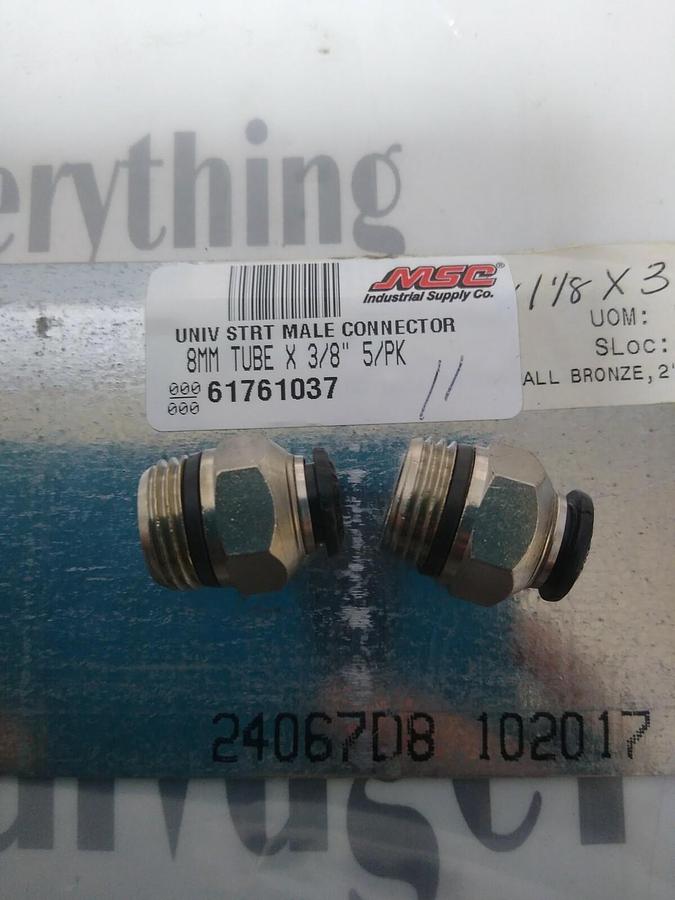 erything
MSC®
Industrial Supply Co.
UNIV STRT MALE CONNECTOR
8MM TUBE X 3/8" 5/PK
000
000
61761037
11
1 1/8 X 3
UOM:
SLoc:
ALL BRONZE, 2"
24067D8 102017